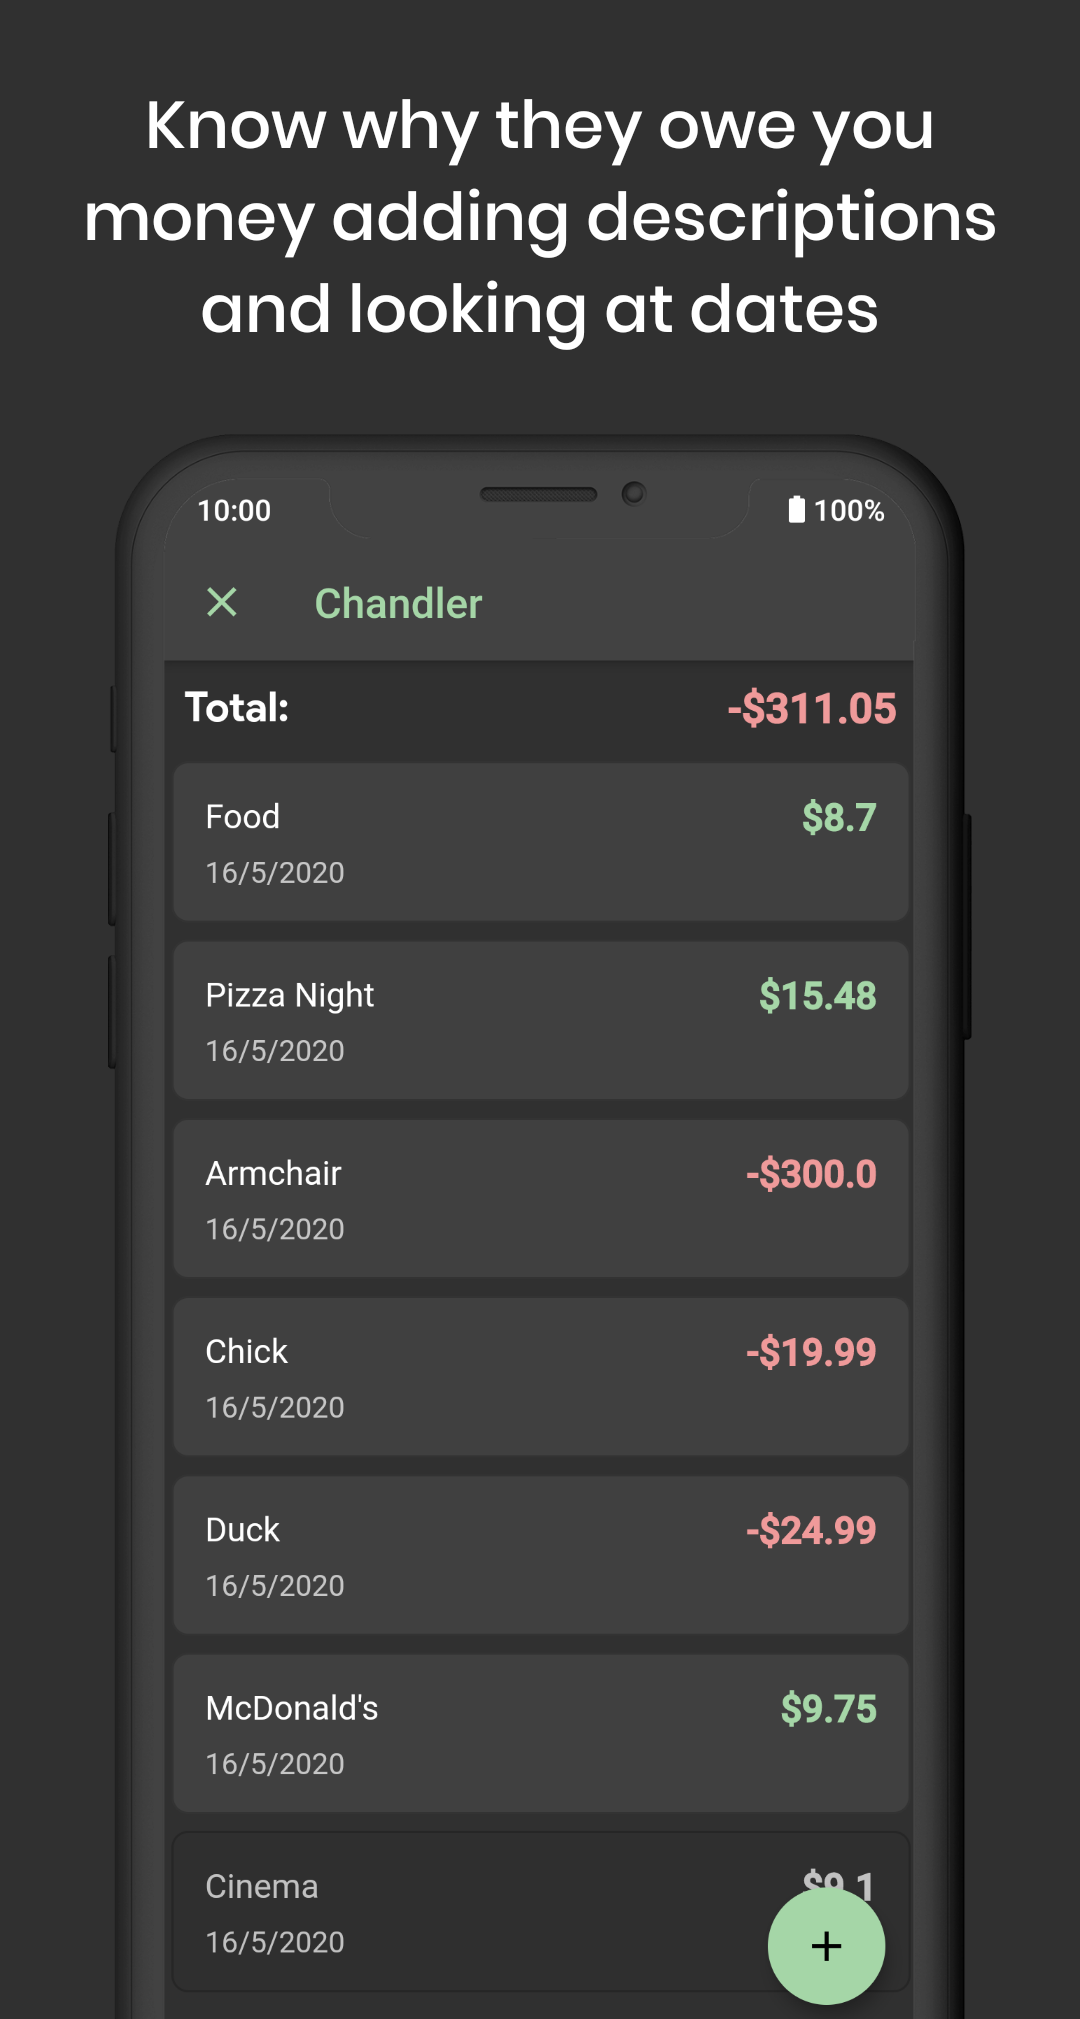 Know why they owe you
money adding descriptions
and looking at dates
10:00
100%
Chandler
Total:
-$311.05
Food
$8.7
16/5/2020
Pizza Night
$15.48
16/5/2020
Armchair
-$300.0
16/5/2020
Chick
-$19.99
16/5/2020
Duck
-$24.99
16/5/2020
McDonald's
$9.75
16/5/2020
Cinema
$9.1
16/5/2020